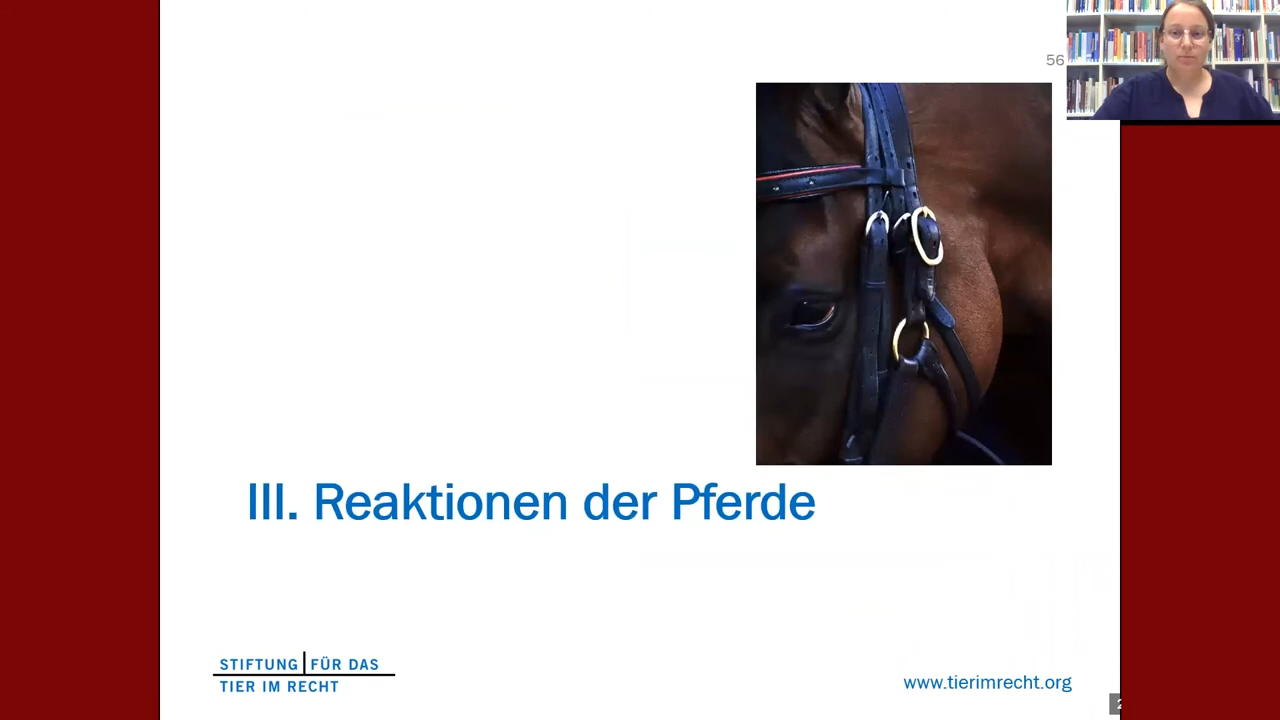 56
III. Reaktionen der Pferde
STIFTUNG FÜR DAS
TIER IM RECHT
www.tierimrecht.org